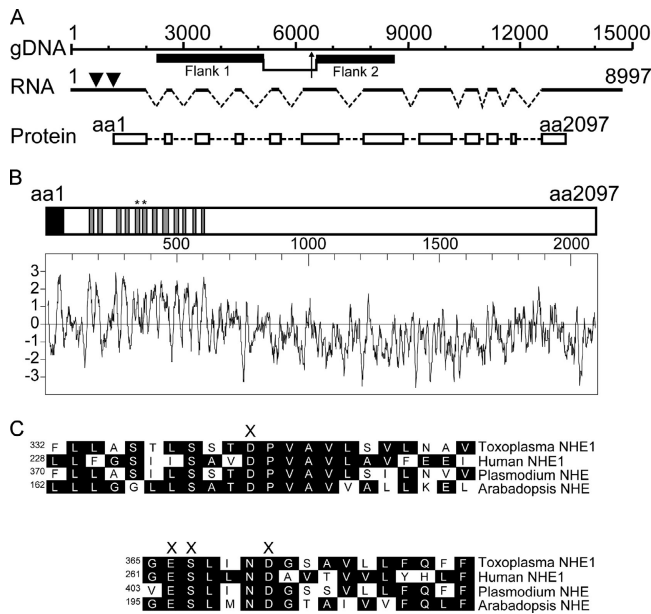 A
3000 6000 9000 12000 15000
gDNA 1
Flank 1 Flank 2
RNA 1 8997
Protein aa1 aa2097
B
aa1 ** aa2097
500 1000 1500 2000
3
2
1
0
-1
-2
-3
C
X
332 F L L A S T L S S T D P V A V L S V L N A V Toxoplasma NHE1
228 L L F G S I I S A V D P V A V L A V F E E I Human NHE1
370 F L L A S I L S S T D P V A V L S I L N V V Plasmodium NHE
162 L L L G G L L S A T D P V A V V A L L K E L Arabadopsis NHE
X X X
365 G E S L I N D G S A V L L F Q F F Toxoplasma NHE1
261 G E S L L N D A V T V V L Y H L F Human NHE1
403 V E S L I N D G S S V L L F Q F F Plasmodium NHE
195 G E S L M N D G T A I V V F Q L F Arabadopsis NHE